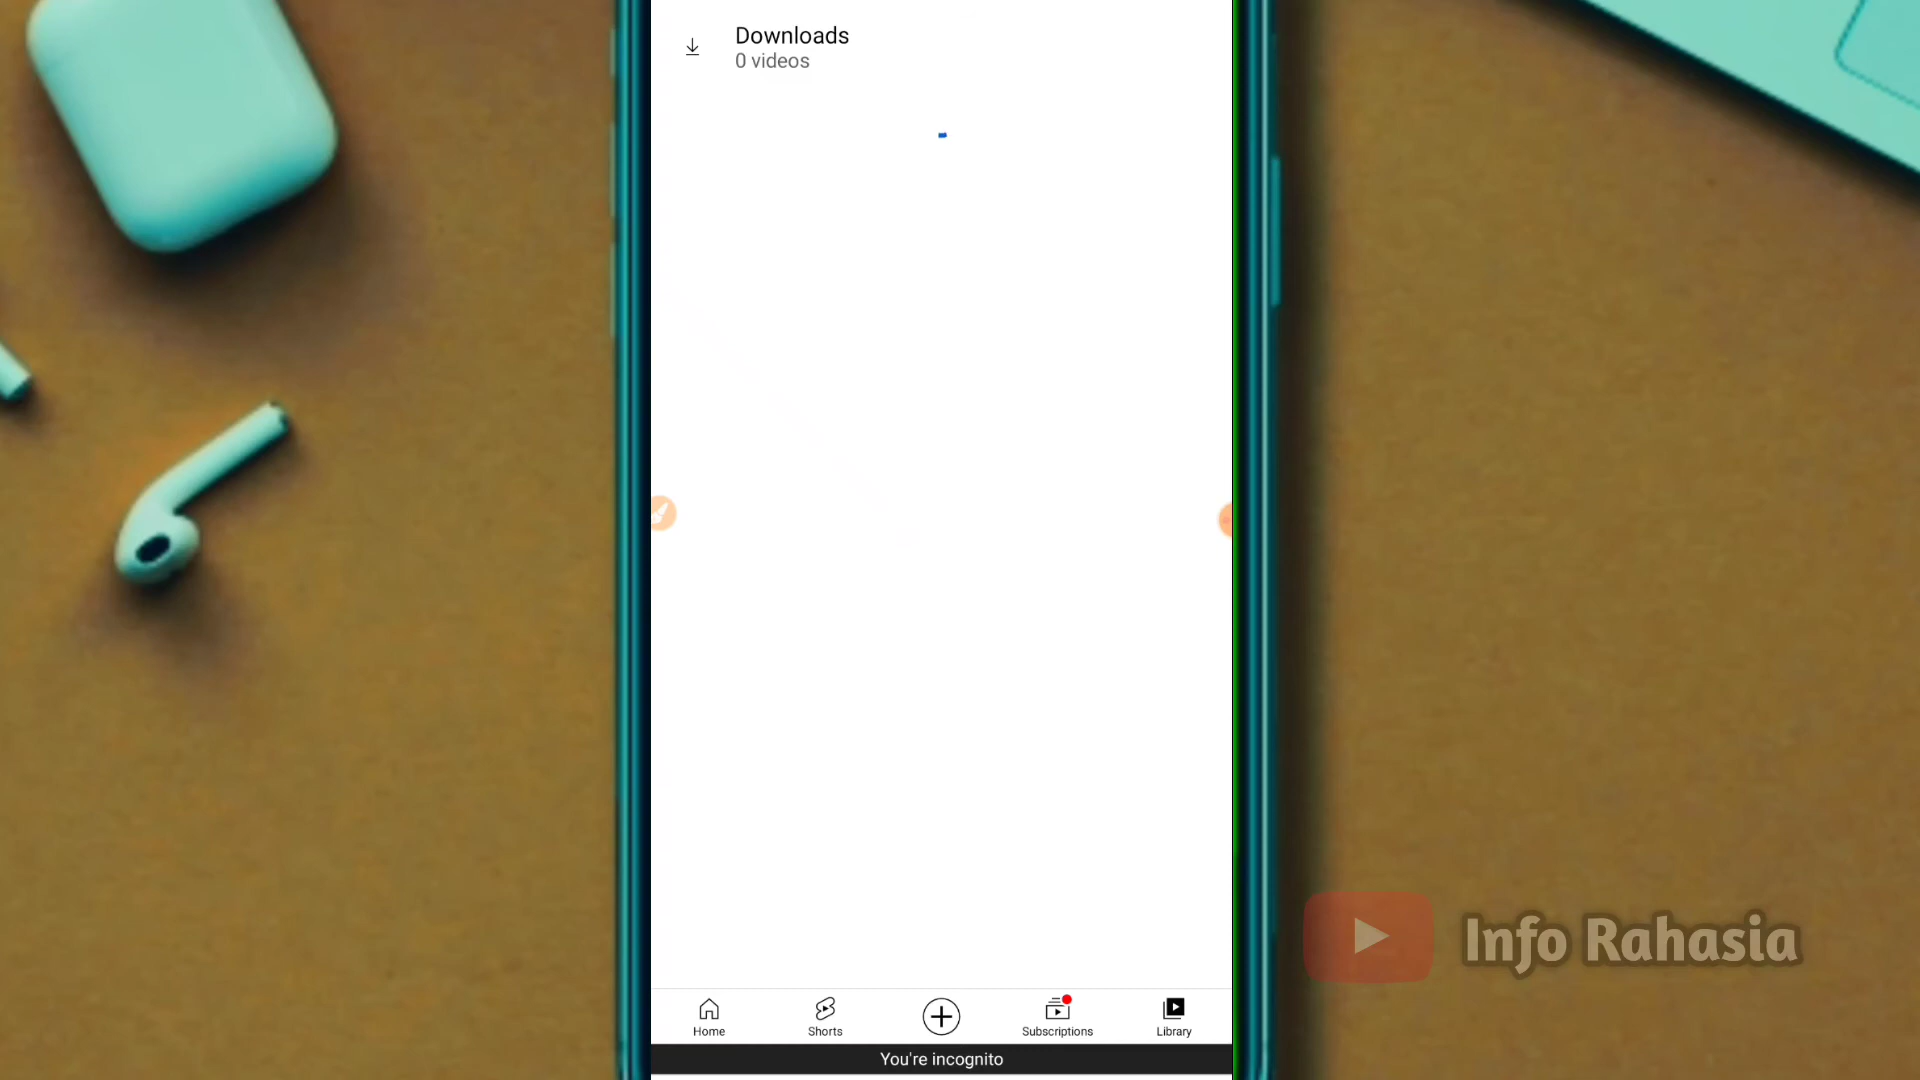 Downloads
0 videos
Home
Shorts
Subscriptions
Library
You're incognito
Info Rahasia